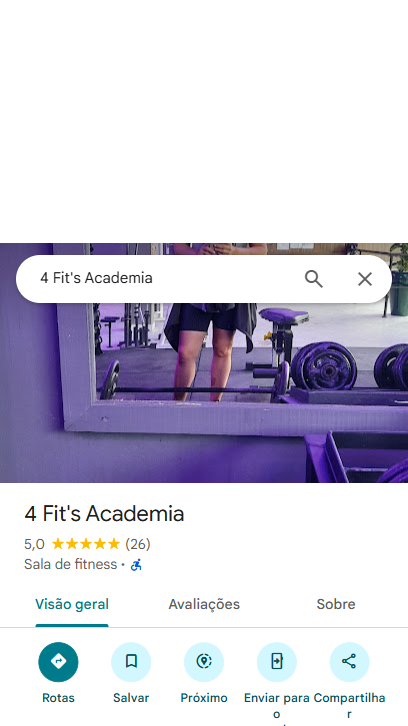 4 Fit's Academia
4 Fit's Academia
5,0 (26)
Sala de fitness ·
Visão geral Avaliações Sobre
Rotas Salvar Próximo Enviar para Compartilha
o r